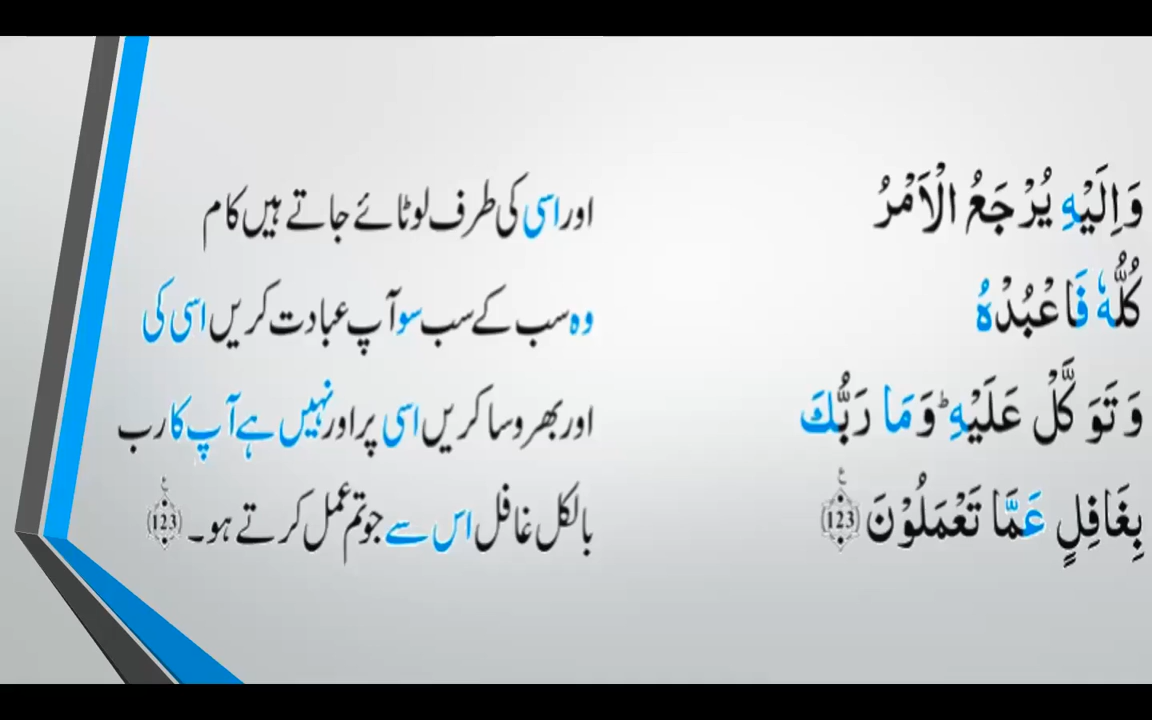 وَاِلَيْهِ يُرْجَعُ الْاَمْرُ
اور اسی کی طرف لوٹائے جاتے ہیں کام
كُلُّهٗ فَاعْبُدْهُ
وہ سب کے سب سو آپ عبادت کریں اسی کی
وَتَوَكَّلْ عَلَيْهِ ؕ وَمَا رَبُّكَ
اور بھروسا کریں اسی پر اور نہیں ہے آپ کا رب
بِغَافِلٍ عَمَّا تَعْمَلُوْنَ 123
بالکل غافل اس سے جو تم عمل کرتے ہو۔ 123